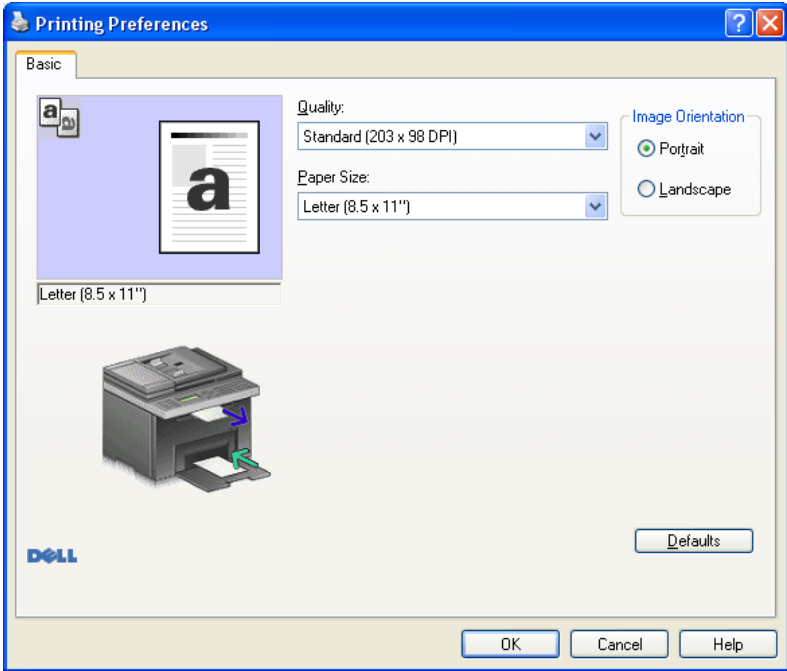 Printing Preferences
Basic
a
a
a
Letter (8.5 x 11")
Quality:
Standard (203 x 98 DPI)
Paper Size:
Letter (8.5 x 11")
Image Orientation
Portrait
Landscape
DELL
Defaults
OK
Cancel
Help